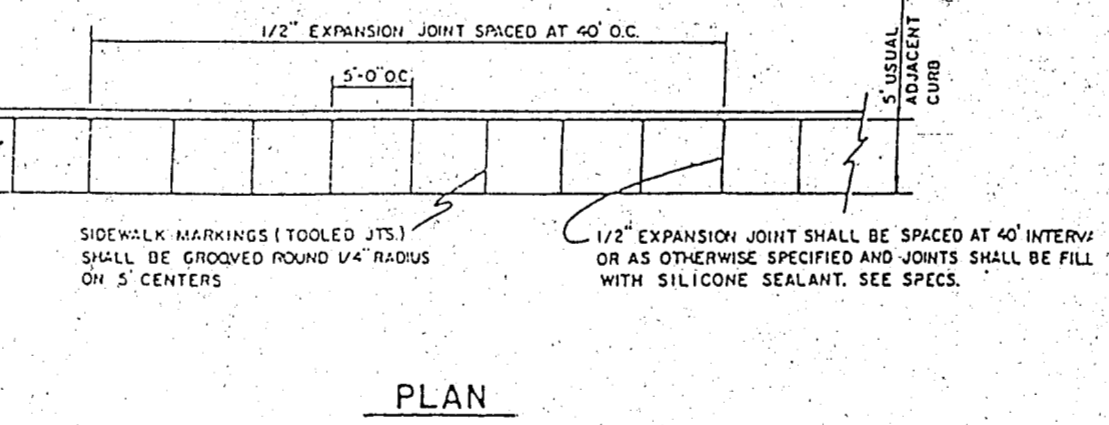 1/2" EXPANSION JOINT SPACED AT 40' O.C.
5'-0" O.C
5' USUAL
ADJACENT
CURB
SIDEWALK MARKINGS (TOOLED JTS.)
SHALL BE GROOVED ROUND 1/4" RADIUS
ON 5' CENTERS
1/2" EXPANSION JOINT SHALL BE SPACED AT 40' INTERVA
OR AS OTHERWISE SPECIFIED AND JOINTS SHALL BE FILL
WITH SILICONE SEALANT. SEE SPECS.
PLAN